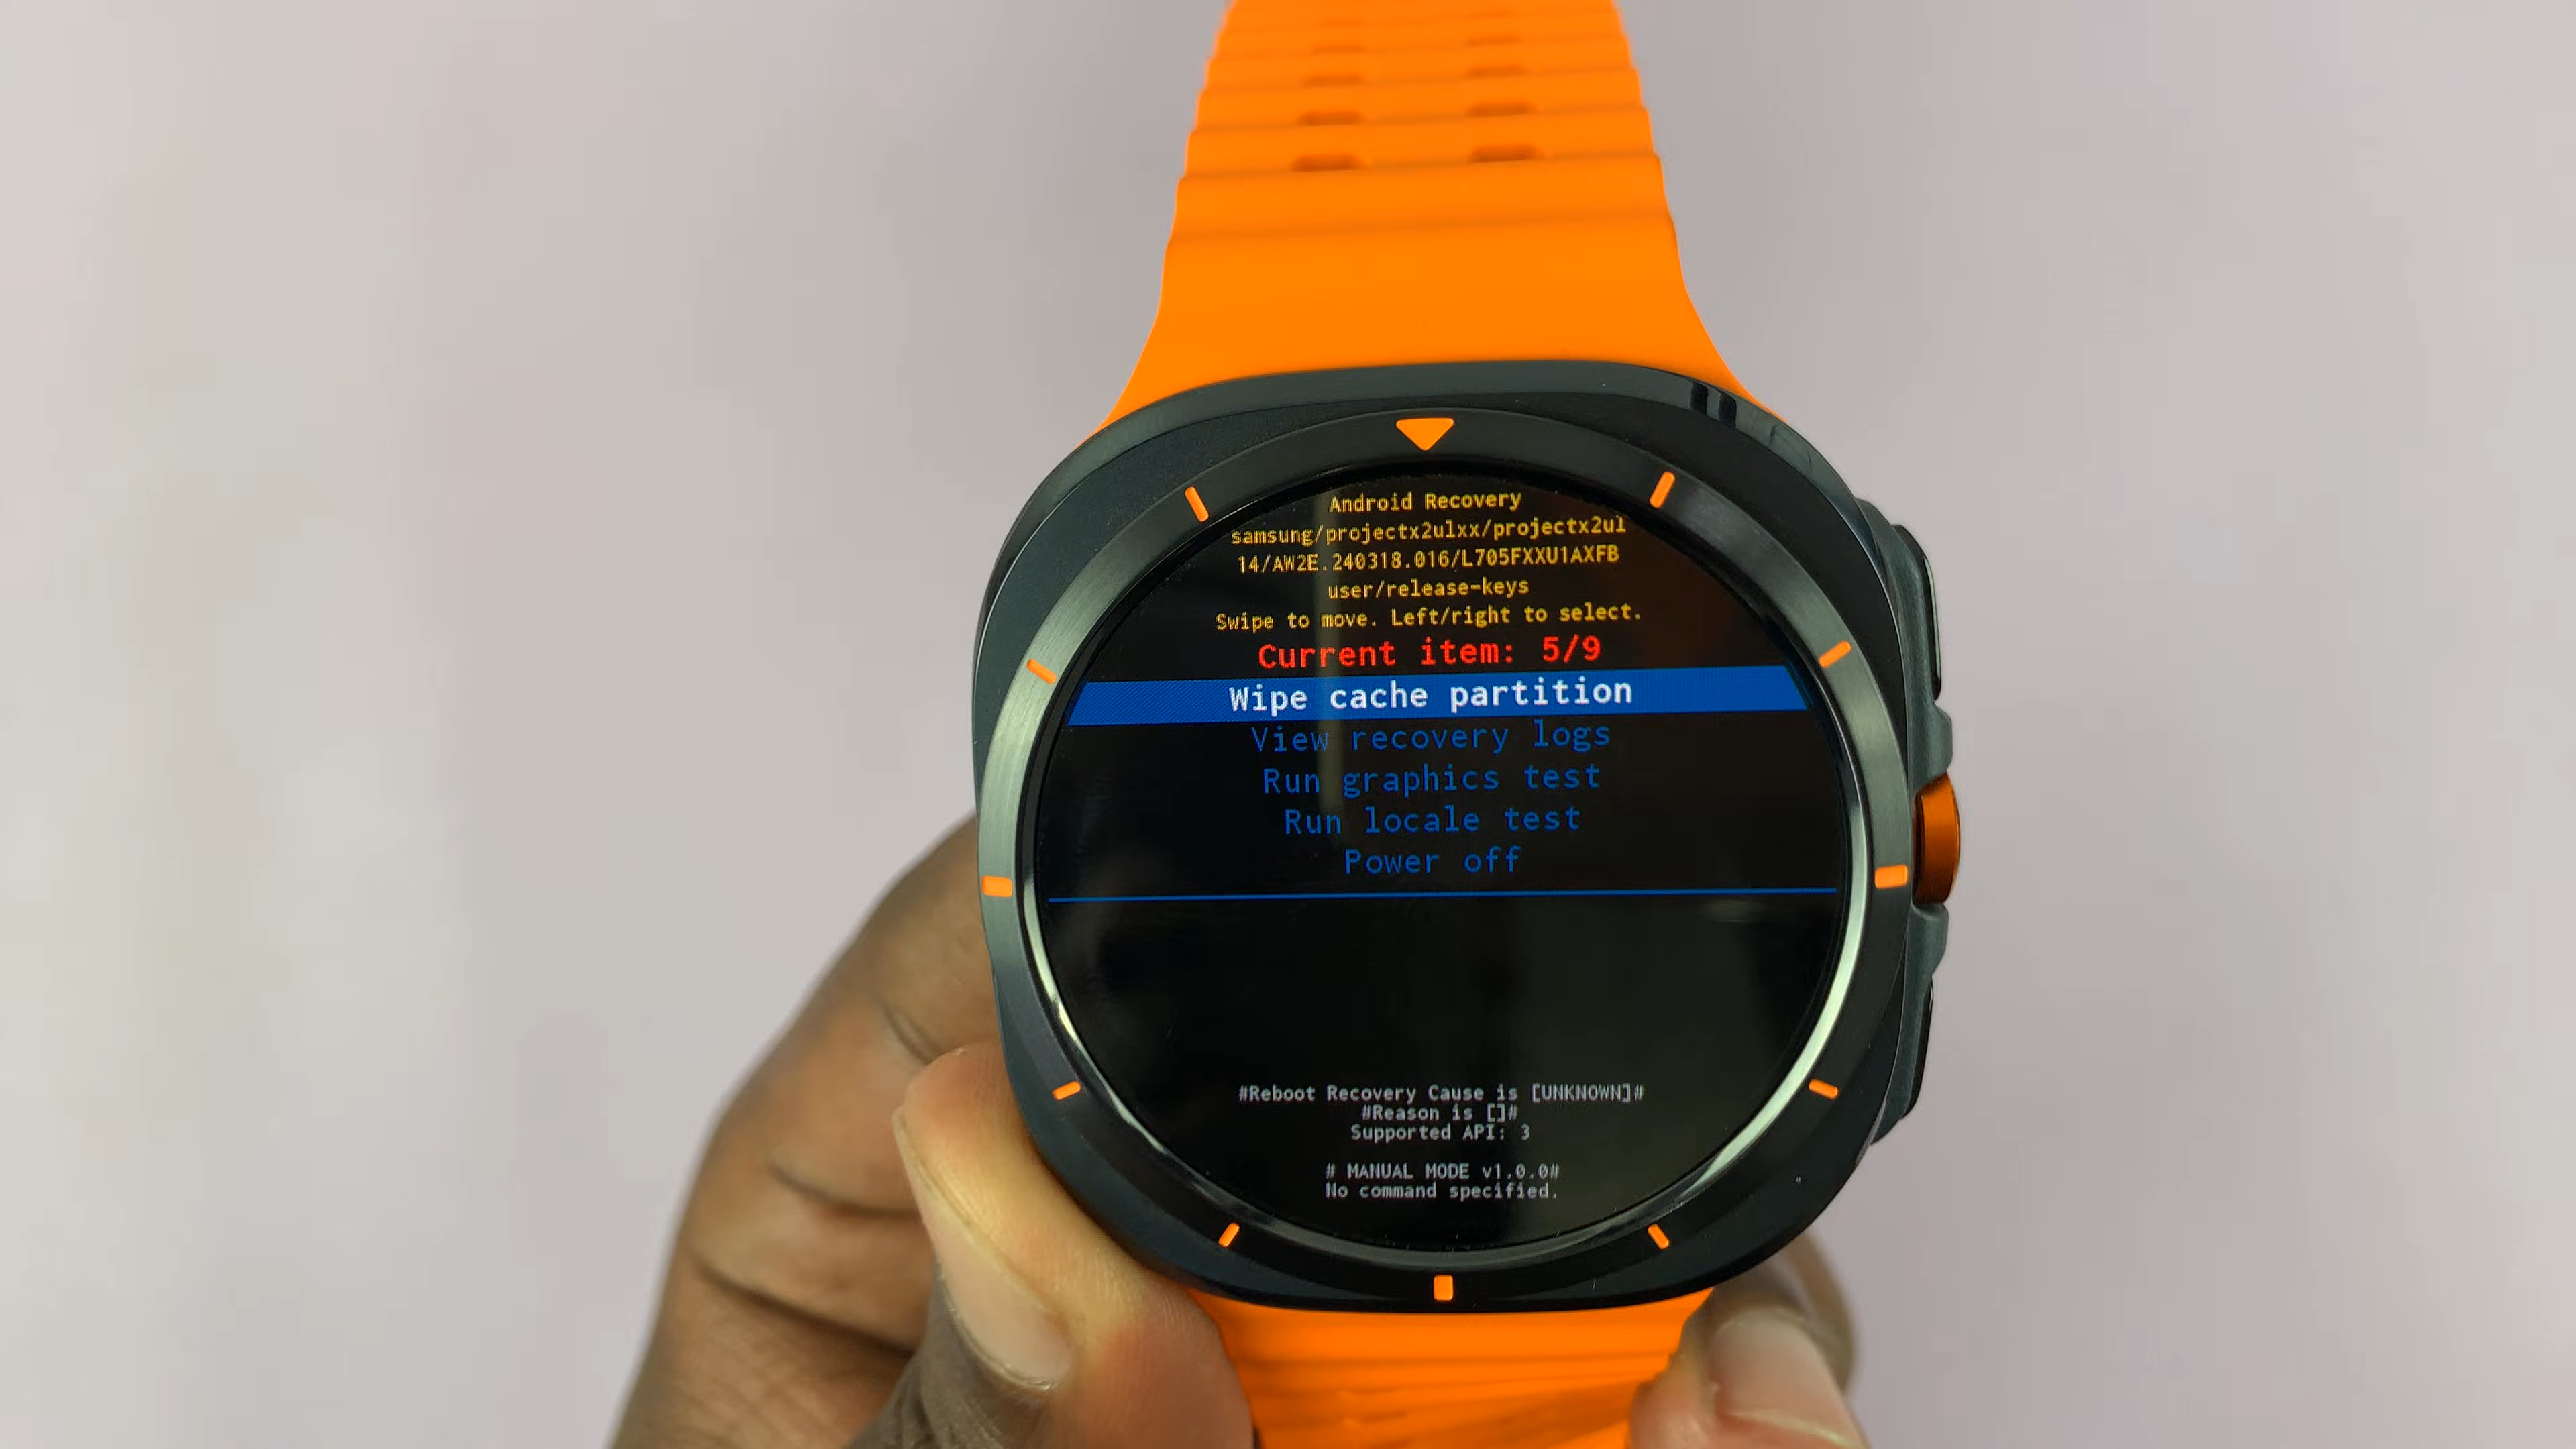 Android Recovery
samsung/projectx2ulxx/projectx2ul
14/AW2E.240318.016/L705FXXU1AXFB
user/release-keys
Swipe to move. Left/right to select.
Current item: 5/9
Wipe cache partition
View recovery logs
Run graphics test
Run locale test
Power off
#Reboot Recovery Cause is [UNKNOWN]#
#Reason is []#
Supported API: 3
# MANUAL MODE v1.0.0#
No command specified.